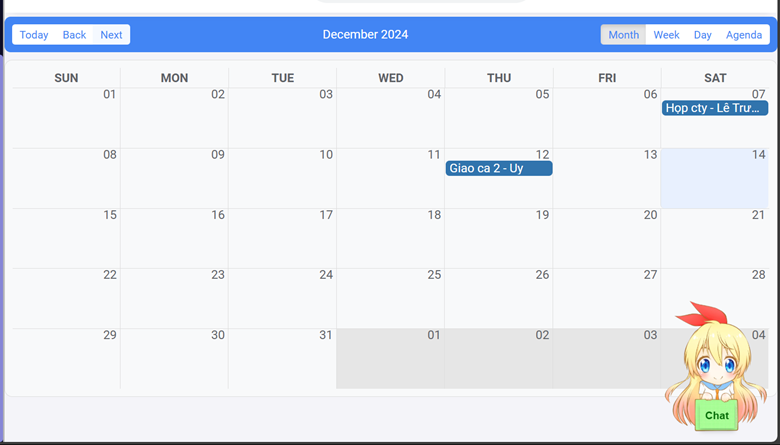 Today Back Next December 2024 Month Week Day Agenda
SUN MON TUE WED THU FRI SAT
01 02 03 04 05 06 07
Họp cty - Lê Trư...
08 09 10 11 12 13 14
Giao ca 2 - Uy
15 16 17 18 19 20 21
22 23 24 25 26 27 28
29 30 31 01 02 03 04
Chat